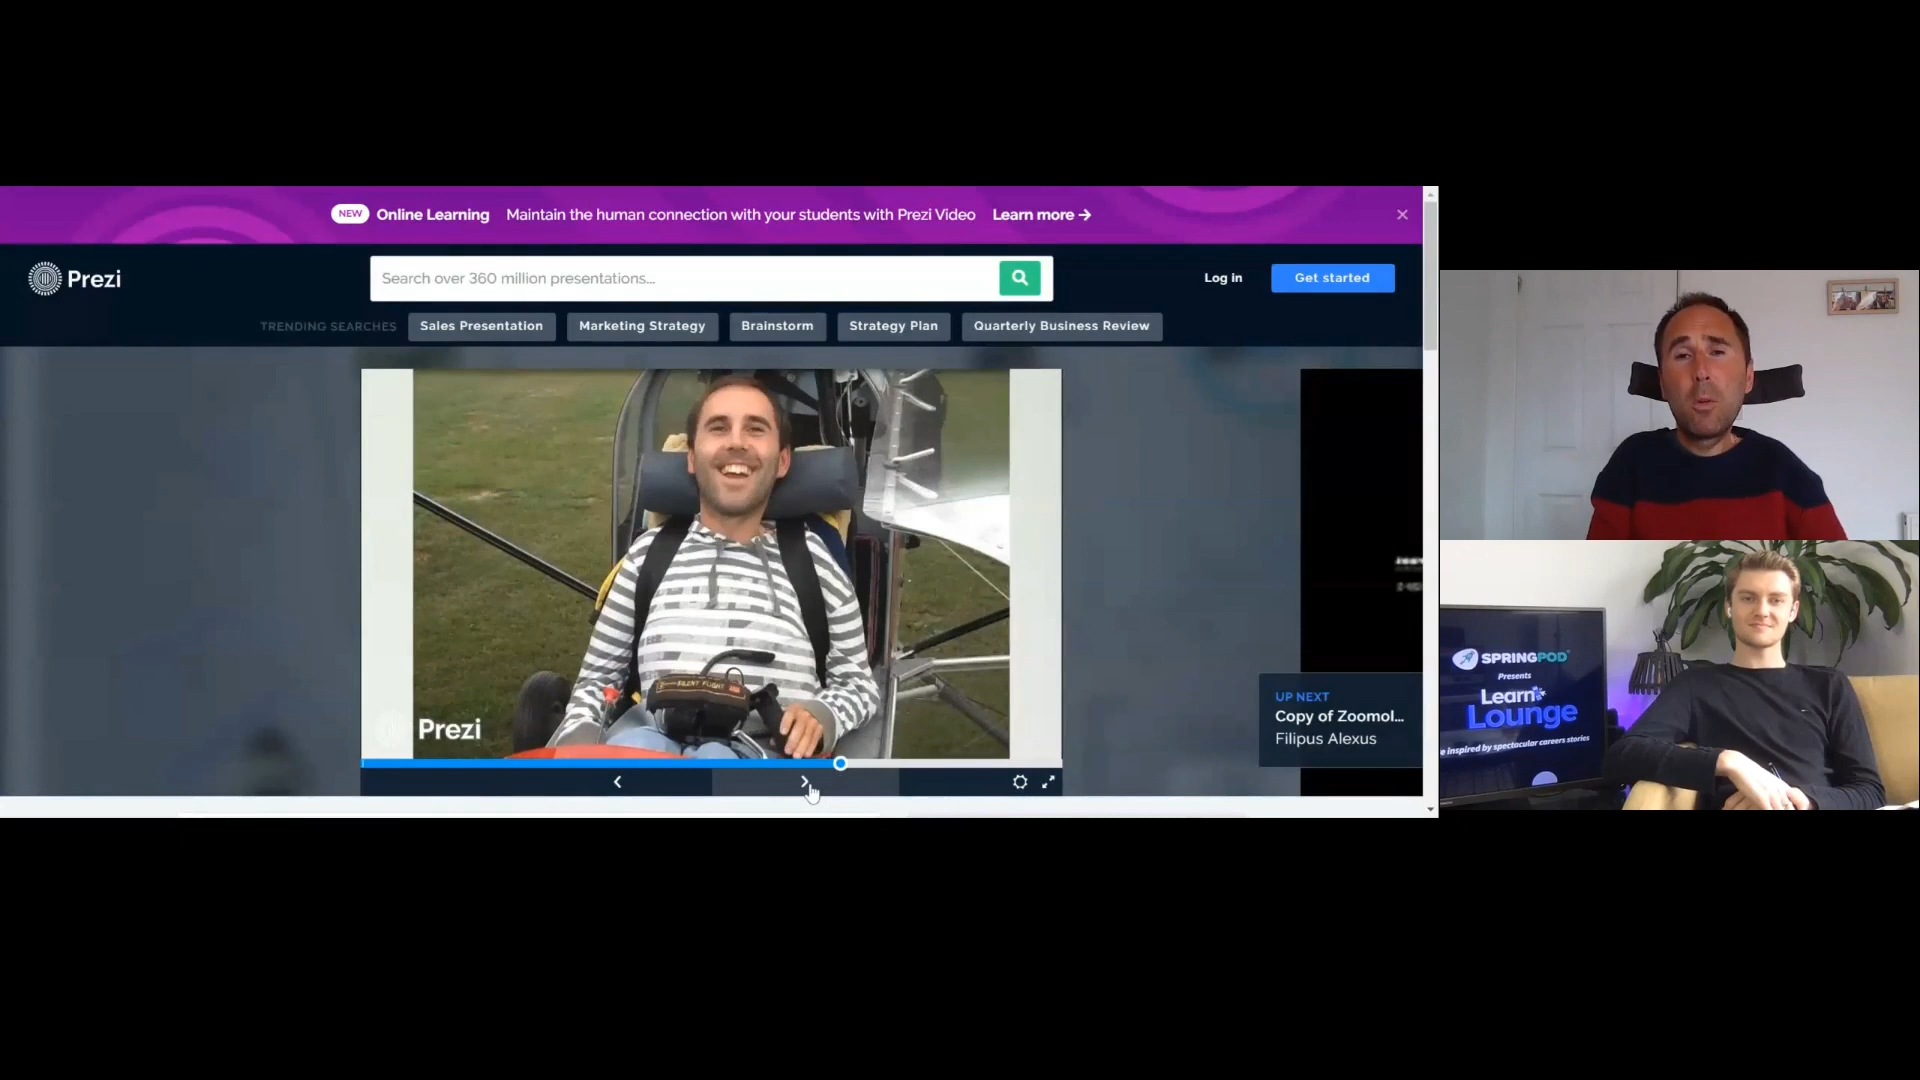 NEW Online Learning Maintain the human connection with your students with Prezi Video Learn more →
Prezi
Search over 360 million presentations...
Log in
Get started
TRENDING SEARCHES
Sales Presentation
Marketing Strategy
Brainstorm
Strategy Plan
Quarterly Business Review
SILENT FLIGHT
Prezi
UP NEXT
Copy of Zoomol...
Filipus Alexus
SPRINGPOD
Presents
Learn
Lounge
e inspired by spectacular careers stories